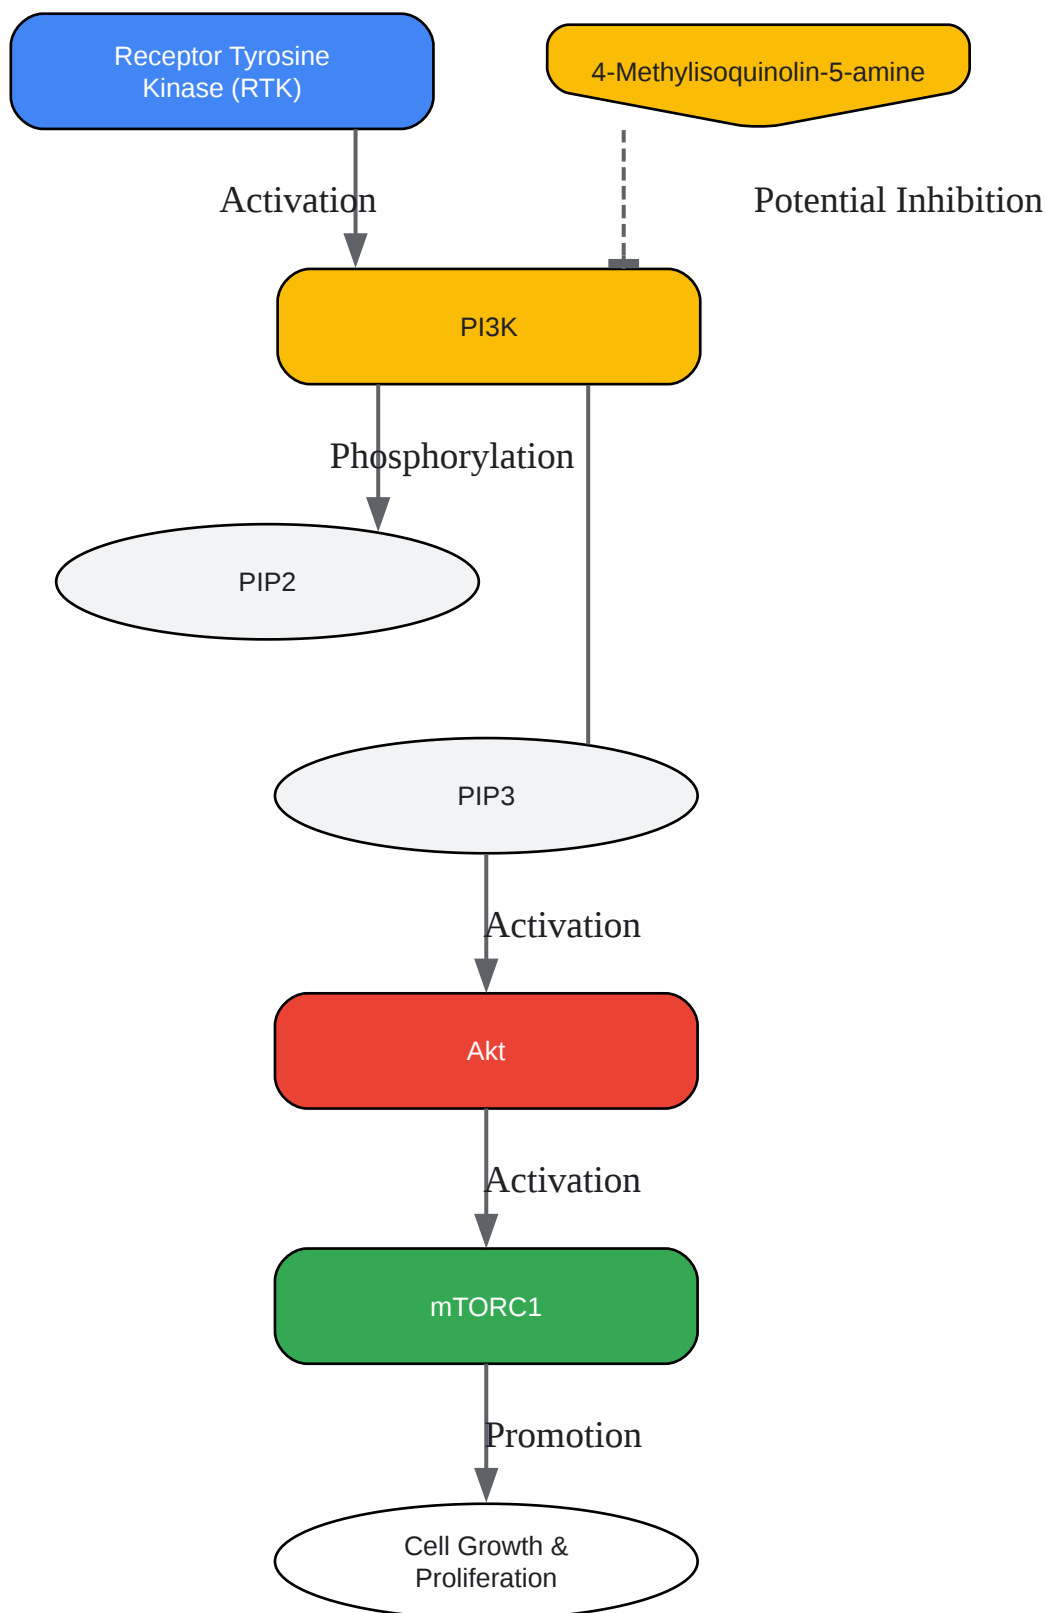 Receptor Tyrosine
Kinase (RTK)
4-Methylisoquinolin-5-amine
Activation
Potential Inhibition
PI3K
Phosphorylation
PIP2
PIP3
Activation
Akt
Activation
mTORC1
Promotion
Cell Growth &
Proliferation